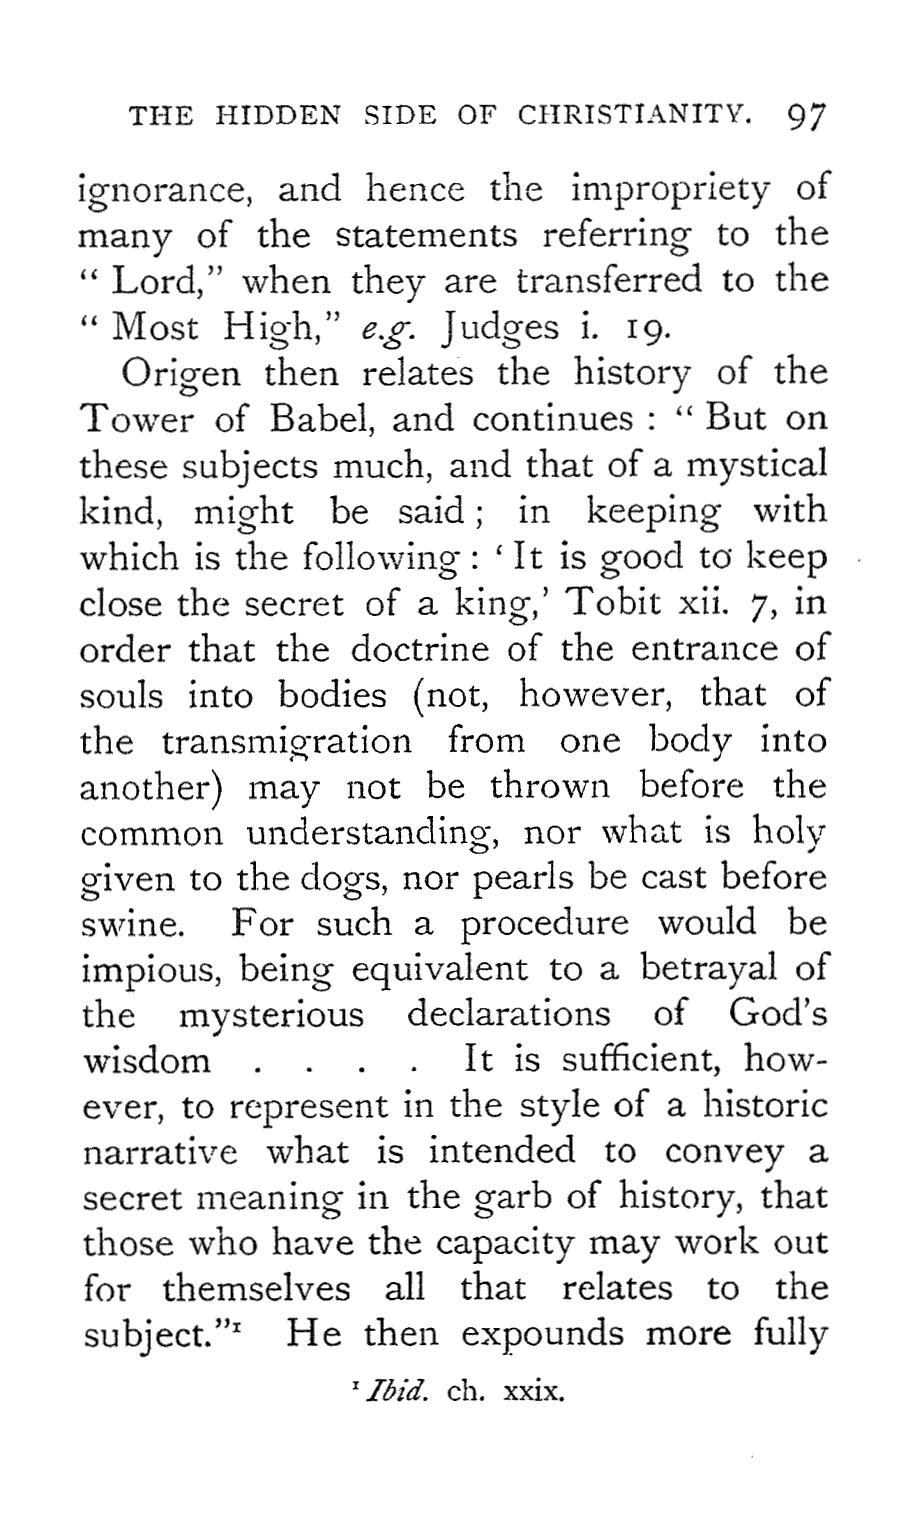 THE HIDDEN SIDE OF CHRISTIANITY. 97
ignorance, and hence the impropriety of
many of the statements referring to the
“ Lord,” when they are transferred to the
“ Most High,” e.g. Judges i. 19.
Origen then relates the history of the
Tower of Babel, and continues : “ But on
these subjects much, and that of a mystical
kind, might be said ; in keeping with
which is the following : ‘ It is good to keep
close the secret of a king,’ Tobit xii. 7, in
order that the doctrine of the entrance of
souls into bodies (not, however, that of
the transmigration from one body into
another) may not be thrown before the
common understanding, nor what is holy
given to the dogs, nor pearls be cast before
swine. For such a procedure would be
impious, being equivalent to a betrayal of
the mysterious declarations of God’s
wisdom . . . . It is sufficient, how-
ever, to represent in the style of a historic
narrative what is intended to convey a
secret meaning in the garb of history, that
those who have the capacity may work out
for themselves all that relates to the
subject.”¹ He then expounds more fully
¹ Ibid. ch. xxix.